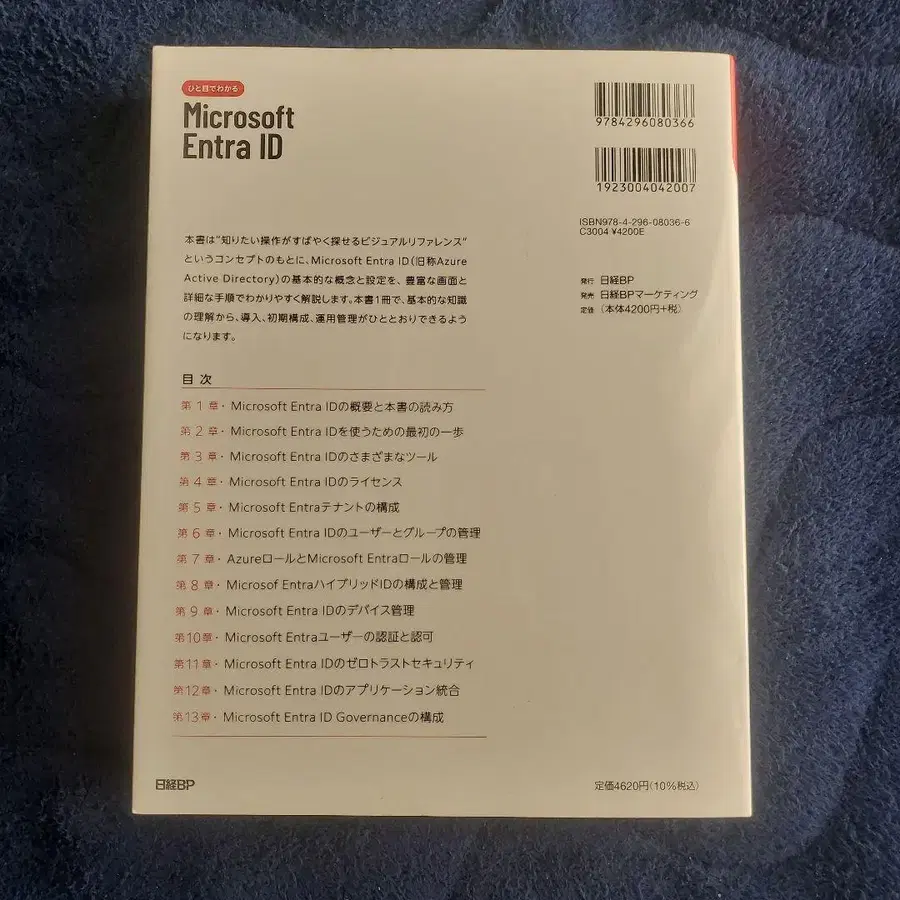 ひと目でわかる
Microsoft
Entra ID
9784296080366
1923004042007
ISBN978-4-296-08036-6
C3004 ¥4200E
発行 日経BP
発売 日経BPマーケティング
定価 (本体4200円+税)
本書は“知りたい操作がすばやく探せるビジュアルリファレンス”
というコンセプトのもとに、Microsoft Entra ID(旧称Azure
Active Directory)の基本的な概念と設定を、豊富な画面と
詳細な手順でわかりやすく解説します。本書1冊で、基本的な知識
の理解から、導入、初期構成、運用管理がひととおりできるよう
になります。
目 次
第 1 章・Microsoft Entra IDの概要と本書の読み方
第 2 章・Microsoft Entra IDを使うための最初の一歩
第 3 章・Microsoft Entra IDのさまざまなツール
第 4 章・Microsoft Entra IDのライセンス
第 5 章・Microsoft Entraテナントの構成
第 6 章・Microsoft Entra IDのユーザーとグループの管理
第 7 章・AzureロールとMicrosoft Entraロールの管理
第 8 章・Microsof EntraハイブリッドIDの構成と管理
第 9 章・Microsoft Entra IDのデバイス管理
第10章・Microsoft Entraユーザーの認証と認可
第11章・Microsoft Entra IDのゼロトラストセキュリティ
第12章・Microsoft Entra IDのアプリケーション統合
第13章・Microsoft Entra ID Governanceの構成
日経BP
定価4620円(10%税込)